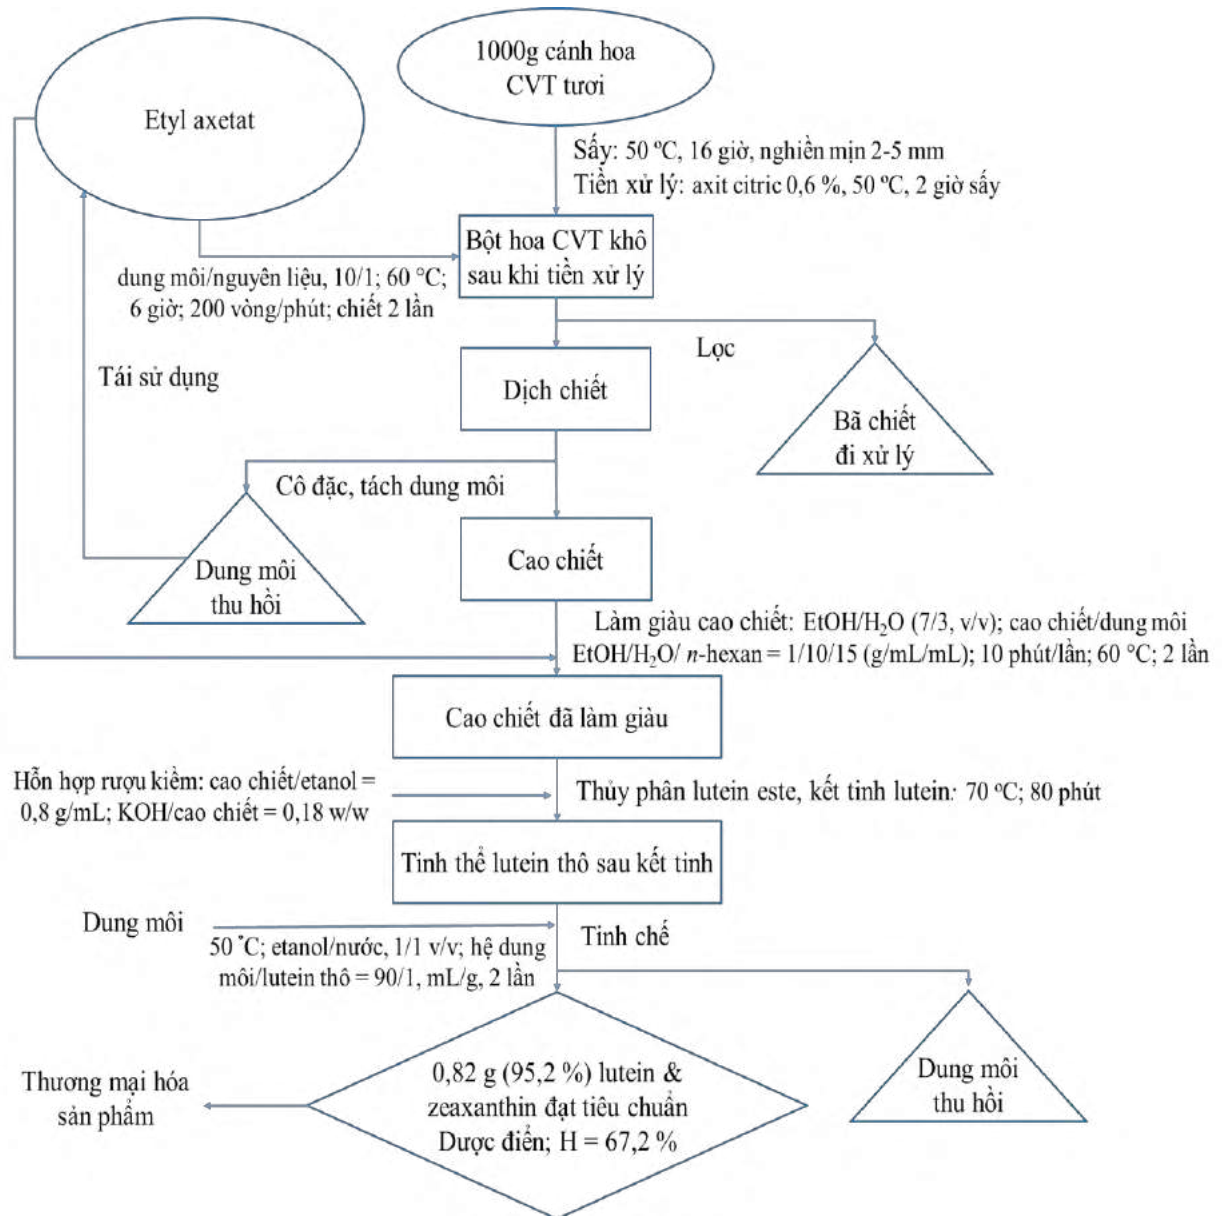 1000g cánh hoa
CVT tươi
Etyl axetat
Sấy: 50 °C, 16 giờ, nghiền mịn 2-5 mm
Tiền xử lý: axit citric 0,6 %, 50 °C, 2 giờ sấy
Bột hoa CVT khô
sau khi tiền xử lý
dung môi/nguyên liệu, 10/1; 60 °C;
6 giờ; 200 vòng/phút; chiết 2 lần
Lọc
Tái sử dụng
Dịch chiết
Bã chiết
đi xử lý
Cô đặc, tách dung môi
Cao chiết
Dung môi
thu hồi
Làm giàu cao chiết: EtOH/H₂O (7/3, v/v); cao chiết/dung môi
EtOH/H₂O/ n-hexan = 1/10/15 (g/mL/mL); 10 phút/lần; 60 °C; 2 lần
Cao chiết đã làm giàu
Hỗn hợp rượu kiềm: cao chiết/etanol =
0,8 g/mL; KOH/cao chiết = 0,18 w/w
Thủy phân lutein este, kết tinh lutein: 70 °C; 80 phút
Tinh thể lutein thô sau kết tinh
Dung môi
Tinh chế
50 °C; etanol/nước, 1/1 v/v; hệ dung
môi/lutein thô = 90/1, mL/g, 2 lần
0,82 g (95,2 %) lutein &
zeaxanthin đạt tiêu chuẩn
Dược điển; H = 67,2 %
Thương mại hóa
sản phẩm
Dung môi
thu hồi